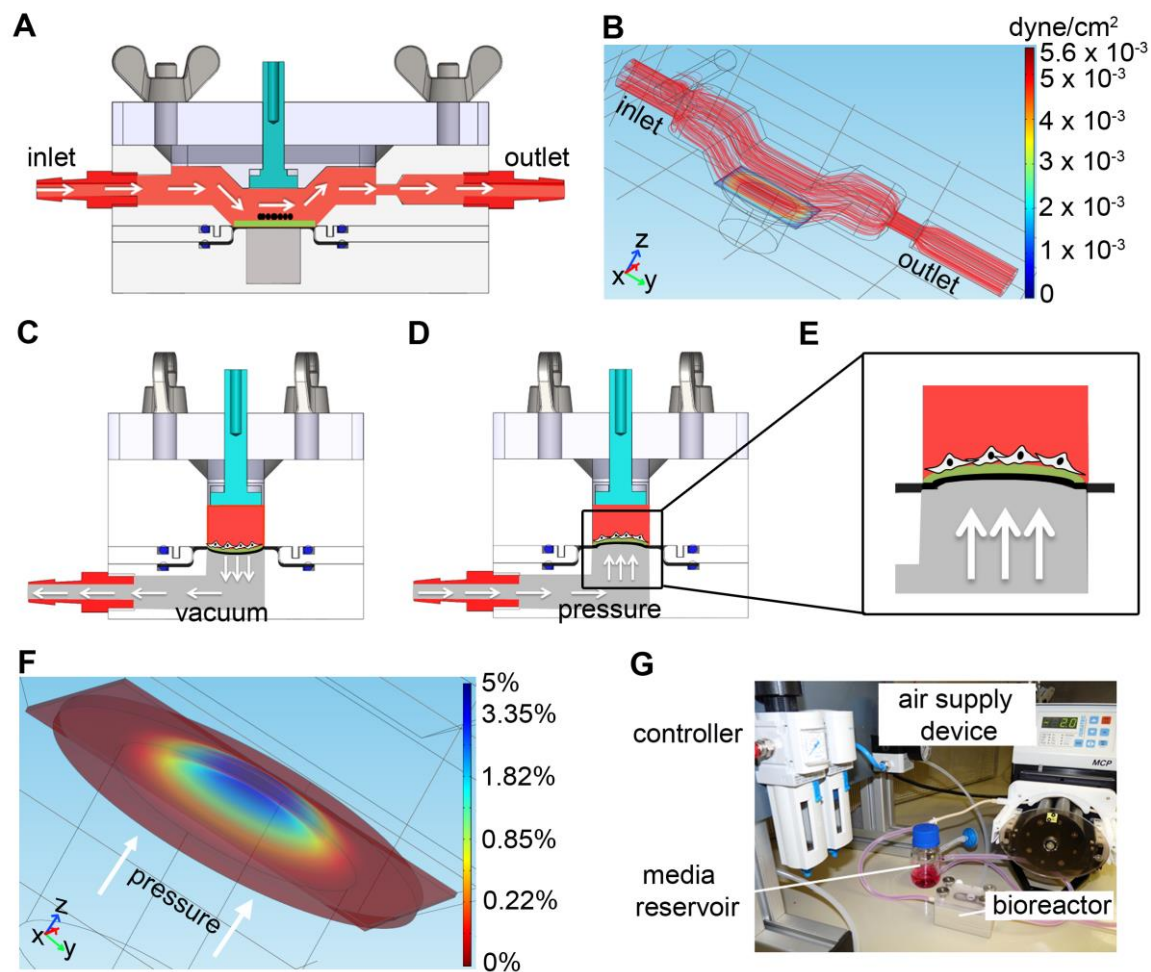 A
inlet
outlet
B
dyne/cm²
5.6 x 10⁻³
5 x 10⁻³
4 x 10⁻³
3 x 10⁻³
2 x 10⁻³
1 x 10⁻³
0
inlet
outlet
z
x
y
C
vacuum
D
pressure
E
F
5%
3.35%
1.82%
0.85%
0.22%
0%
pressure
z
x
y
G
controller
air supply
device
20
MCP
media
reservoir
bioreactor